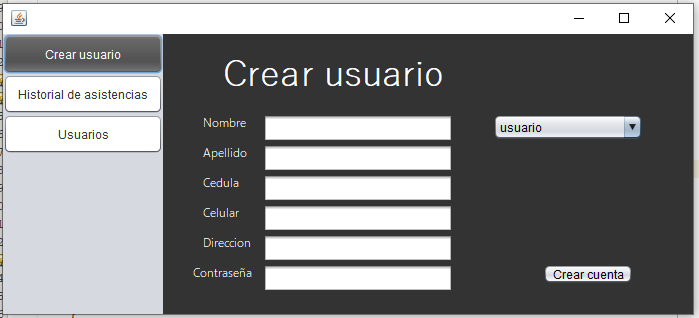 Crear usuario
Historial de asistencias
Usuarios
Crear usuario
Nombre
usuario
Apellido
Cedula
Celular
Direccion
Contraseña
Crear cuenta